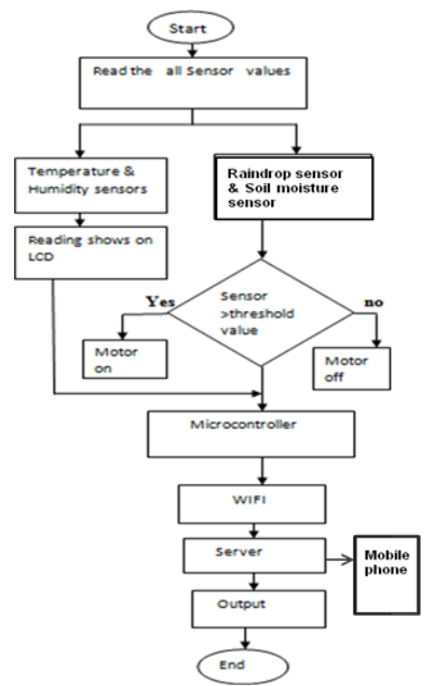 Start
Read the all Sensor values
Temperature &
Humidity sensors
Raindrop sensor
& Soil moisture
sensor
Reading shows on
LCD
Yes
Sensor
>threshold
value
no
Motor
on
Motor
off
Microcontroller
WIFI
Server
Mobile
phone
Output
End